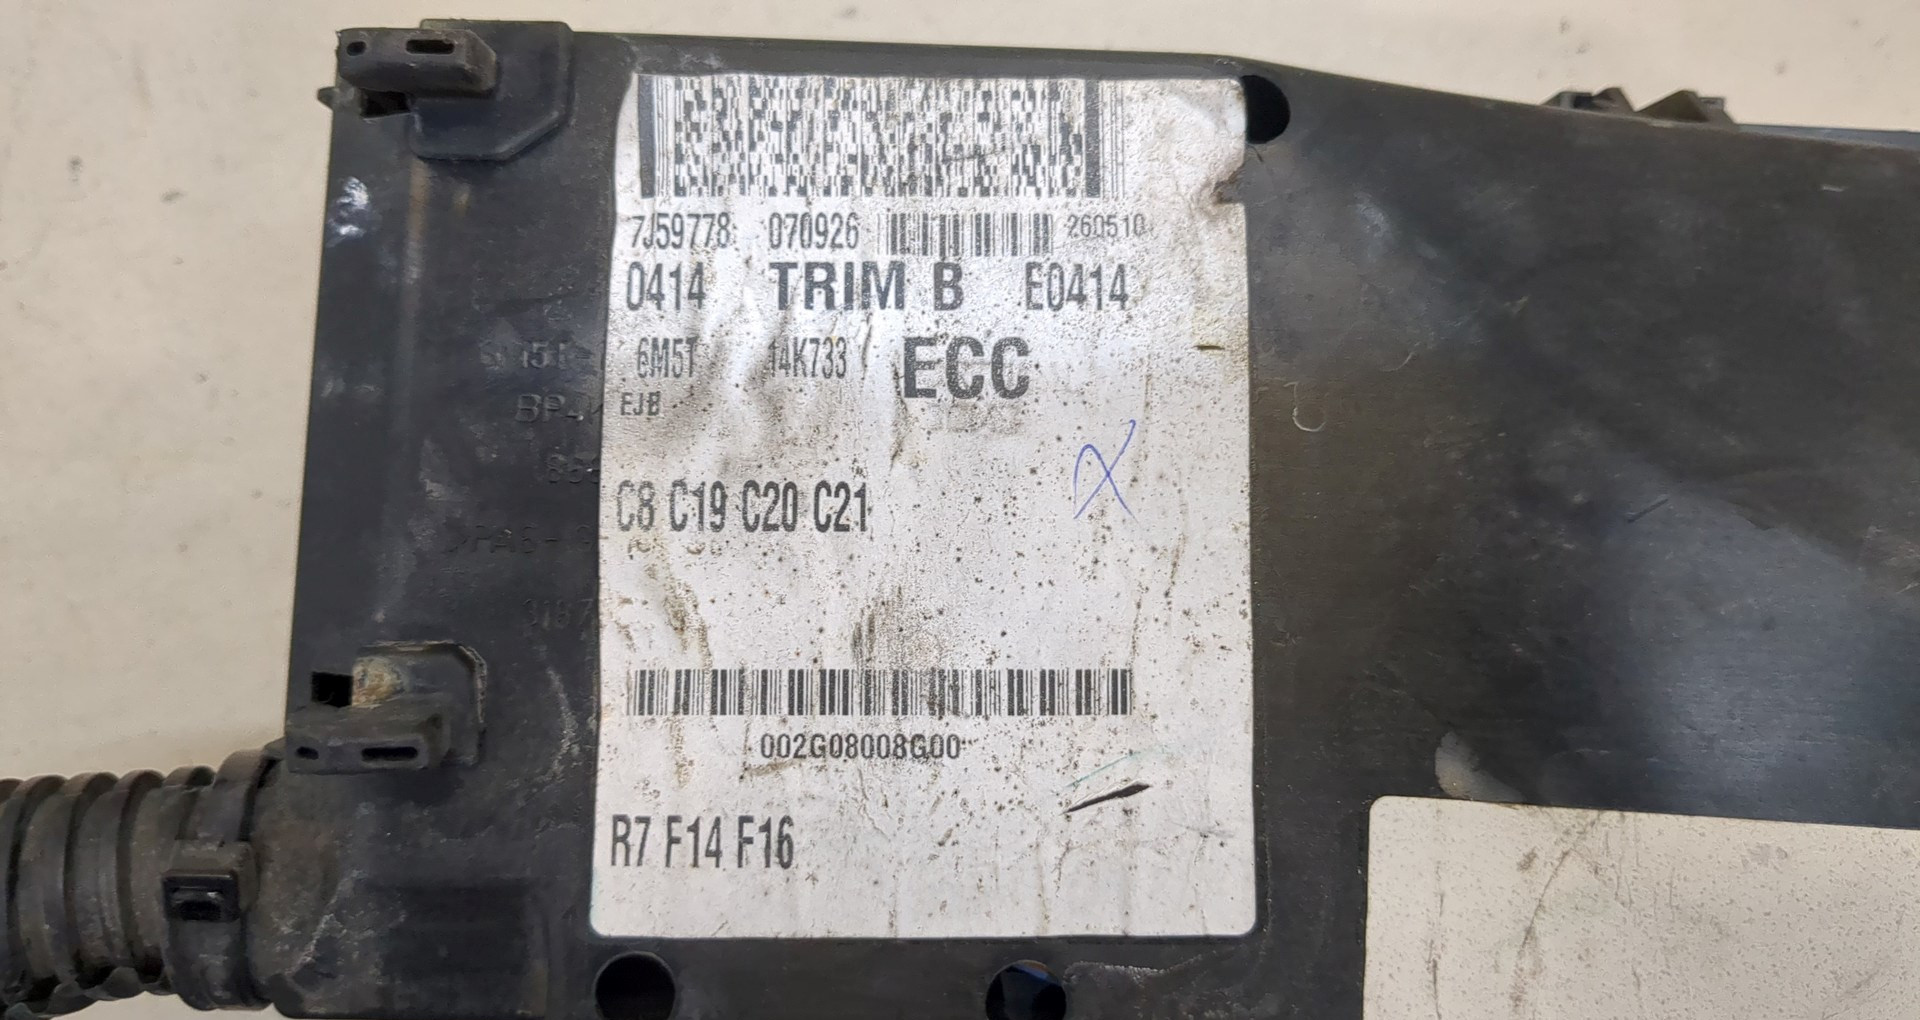 7J59778 070926 260510
0414 TRIM B E0414
6M5T 14K733 ECC
EJB
C8 C19 C20 C21
002G08008G00
R7 F14 F16